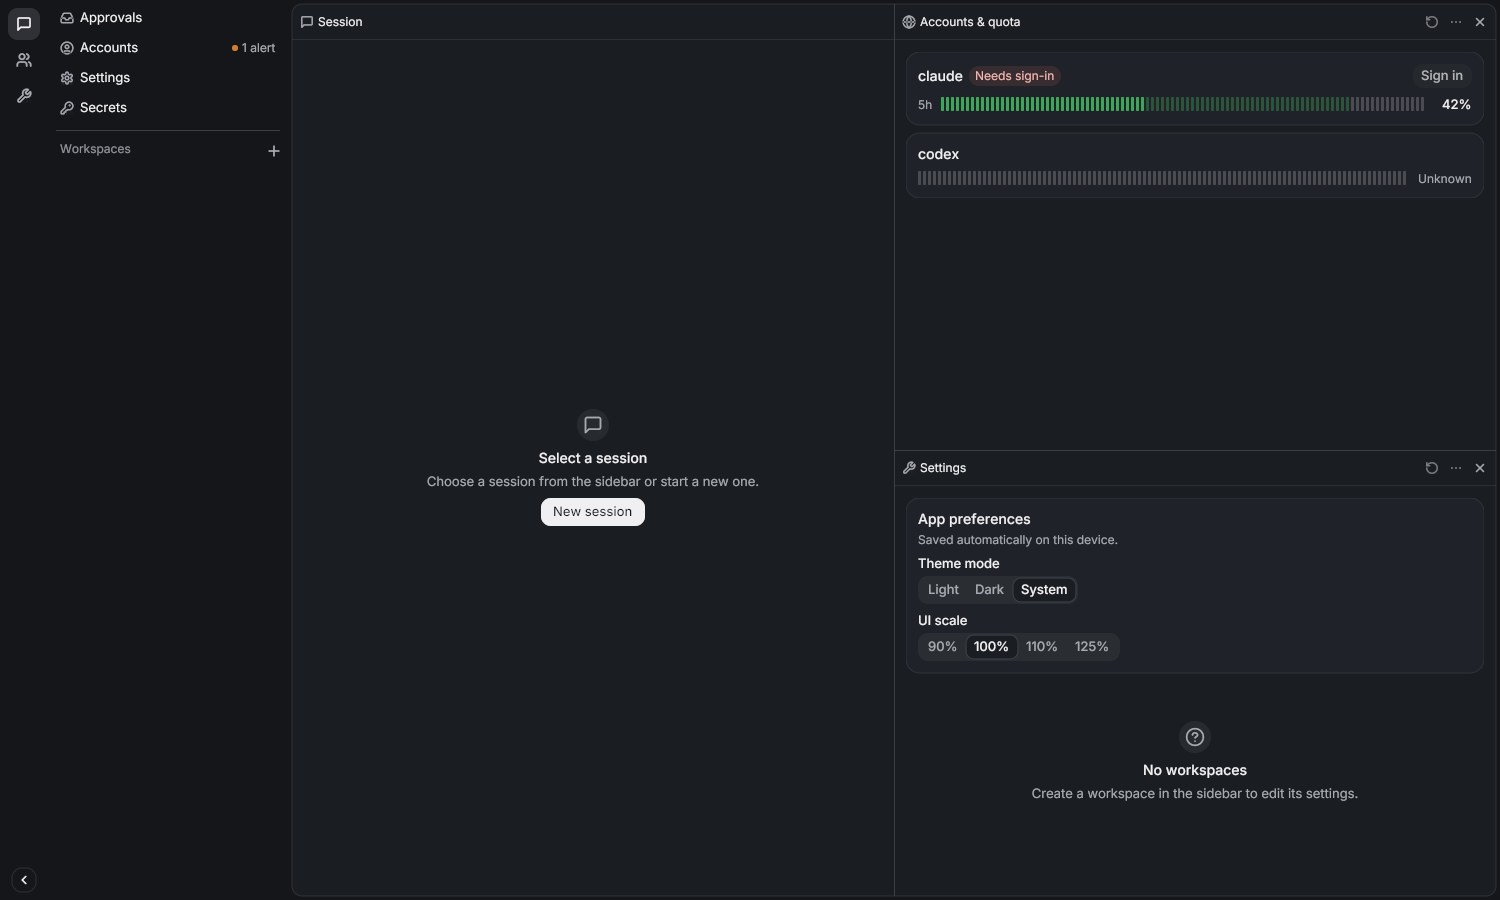 Approvals
Accounts
1 alert
Settings
Secrets
Workspaces
Session
Select a session
Choose a session from the sidebar or start a new one.
New session
Accounts & quota
claude Needs sign-in Sign in
5h 42%
codex
Unknown
Settings
App preferences
Saved automatically on this device.
Theme mode
Light Dark System
UI scale
90% 100% 110% 125%
No workspaces
Create a workspace in the sidebar to edit its settings.